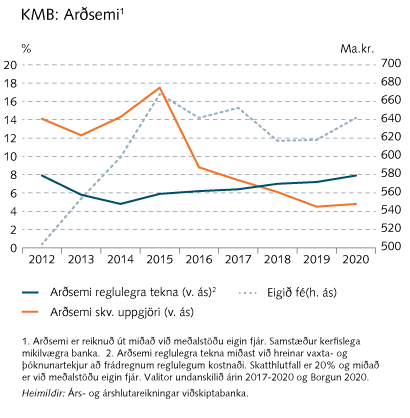 KMB: Arðsemi¹
% Ma.kr.
20 700
18 680
16 660
14 640
12 620
10 600
8 580
6 560
4 540
2 520
0 500
2012 2013 2014 2015 2016 2017 2018 2019 2020
Arðsemi reglulegra tekna (v. ás)² Eigið fé(h. ás)
Arðsemi skv. uppgjöri (v. ás)
1. Arðsemi er reiknuð út miðað við meðalstöðu eigin fjár. Samstæður kerfislega
mikilvægra banka. 2. Arðsemi reglulegra tekna miðast við hreinar vaxta- og
þóknunartekjur að frádregnum reglulegum kostnaði. Skatthlutfall er 20% og miðað
er við meðalstöðu eigin fjár. Valitor undanskilið árin 2017-2020 og Borgun 2020.
Heimildir: Árs- og árshlutareikningar viðskiptabanka.